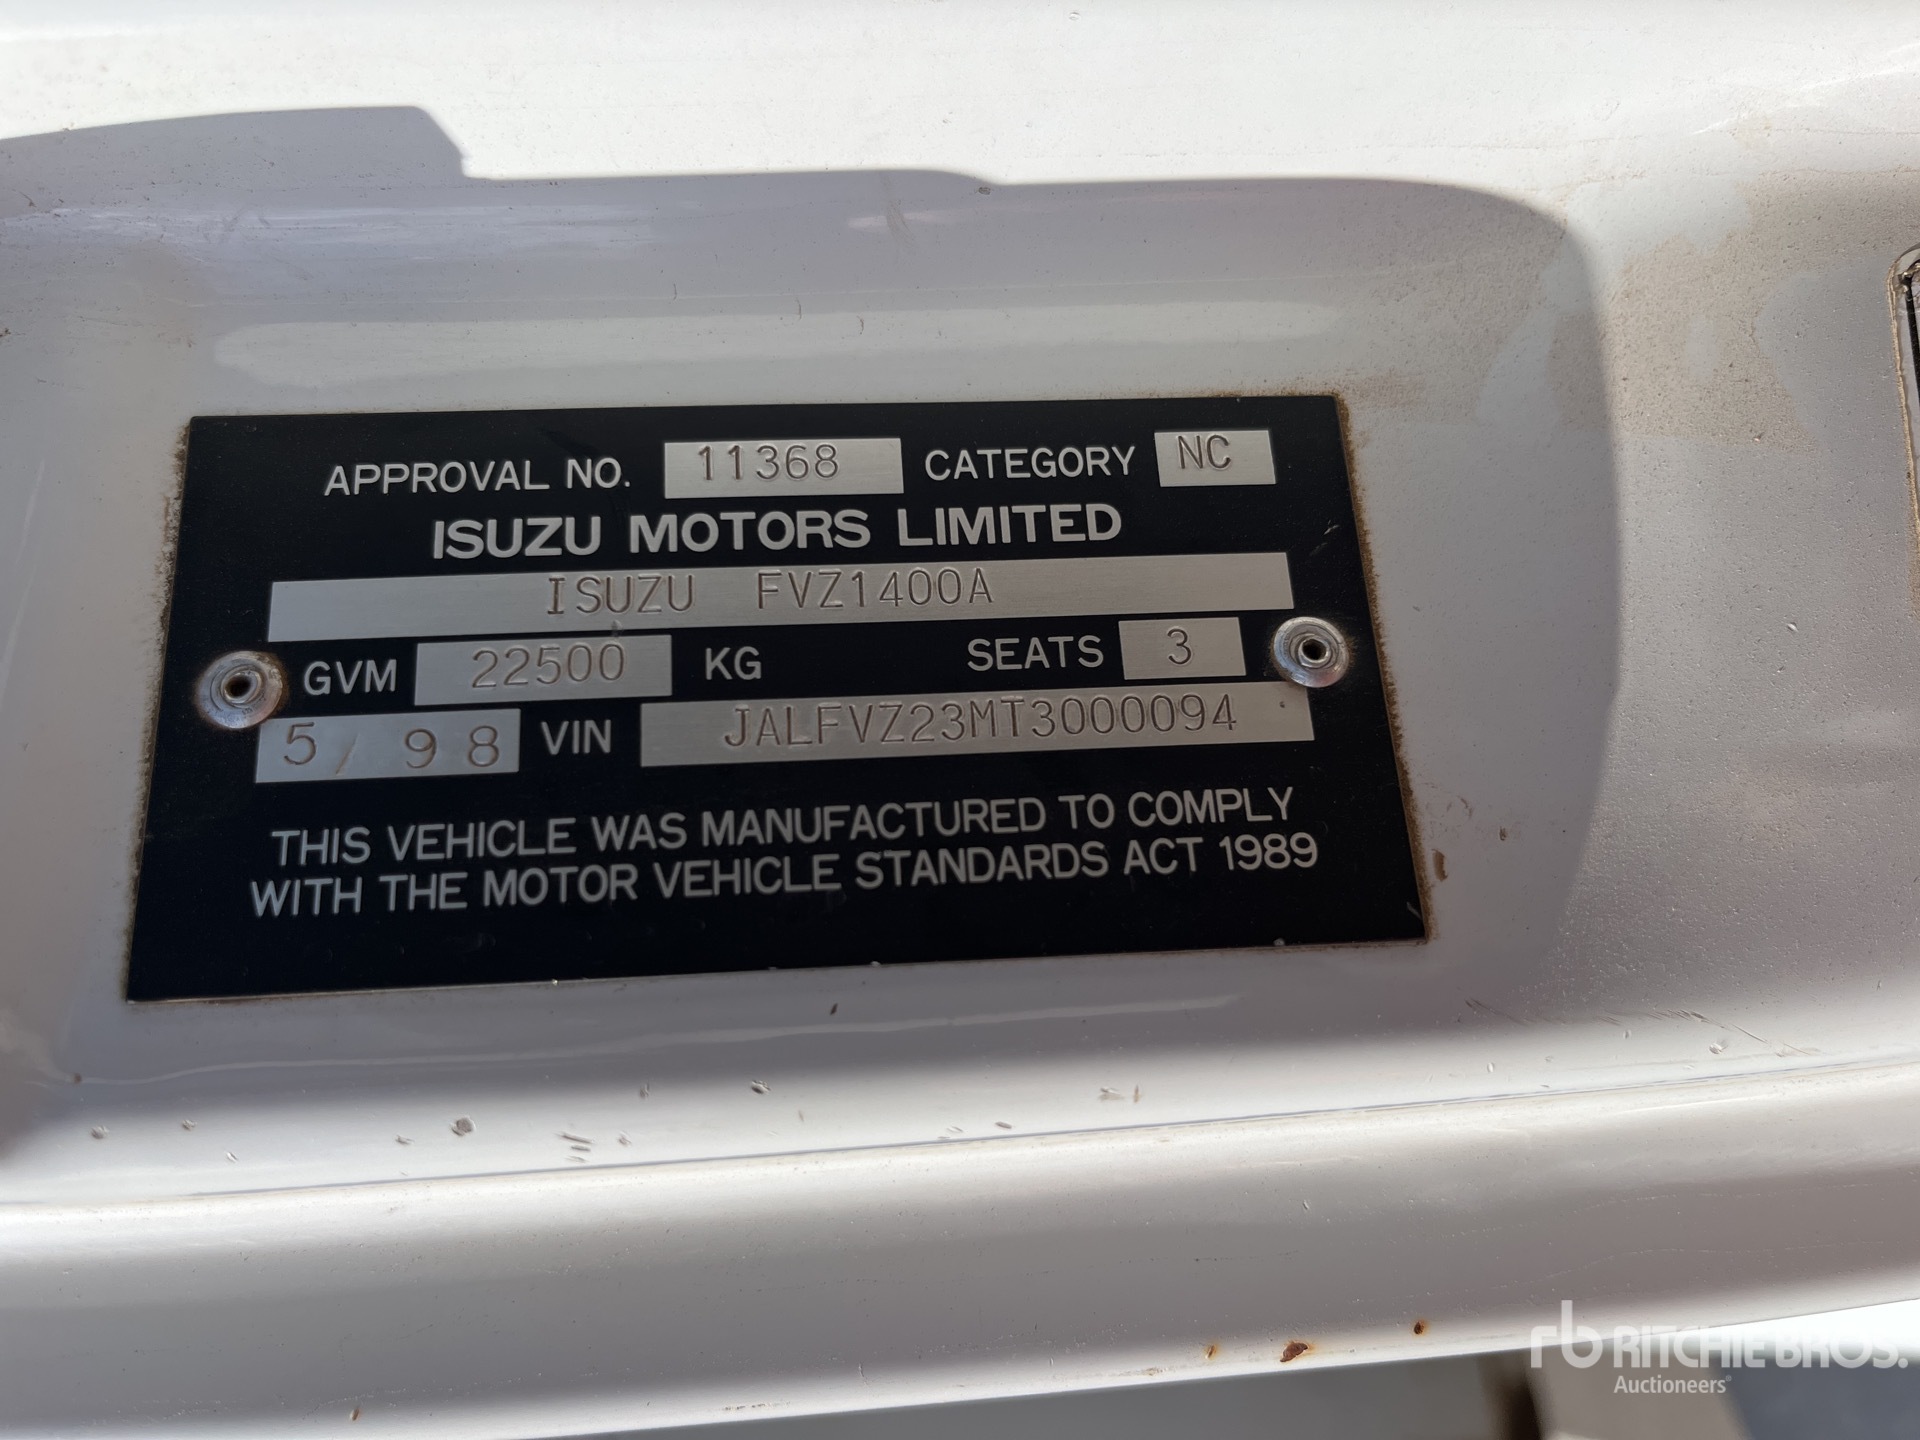 APPROVAL NO. 11368 CATEGORY NC
ISUZU MOTORS LIMITED
ISUZU FVZ1400A
GVM 22500 KG SEATS 3
5/98 VIN JALFVZ23MT3000094
THIS VEHICLE WAS MANUFACTURED TO COMPLY
WITH THE MOTOR VEHICLE STANDARDS ACT 1989
rb RITCHIE BROS.
Auctioneers